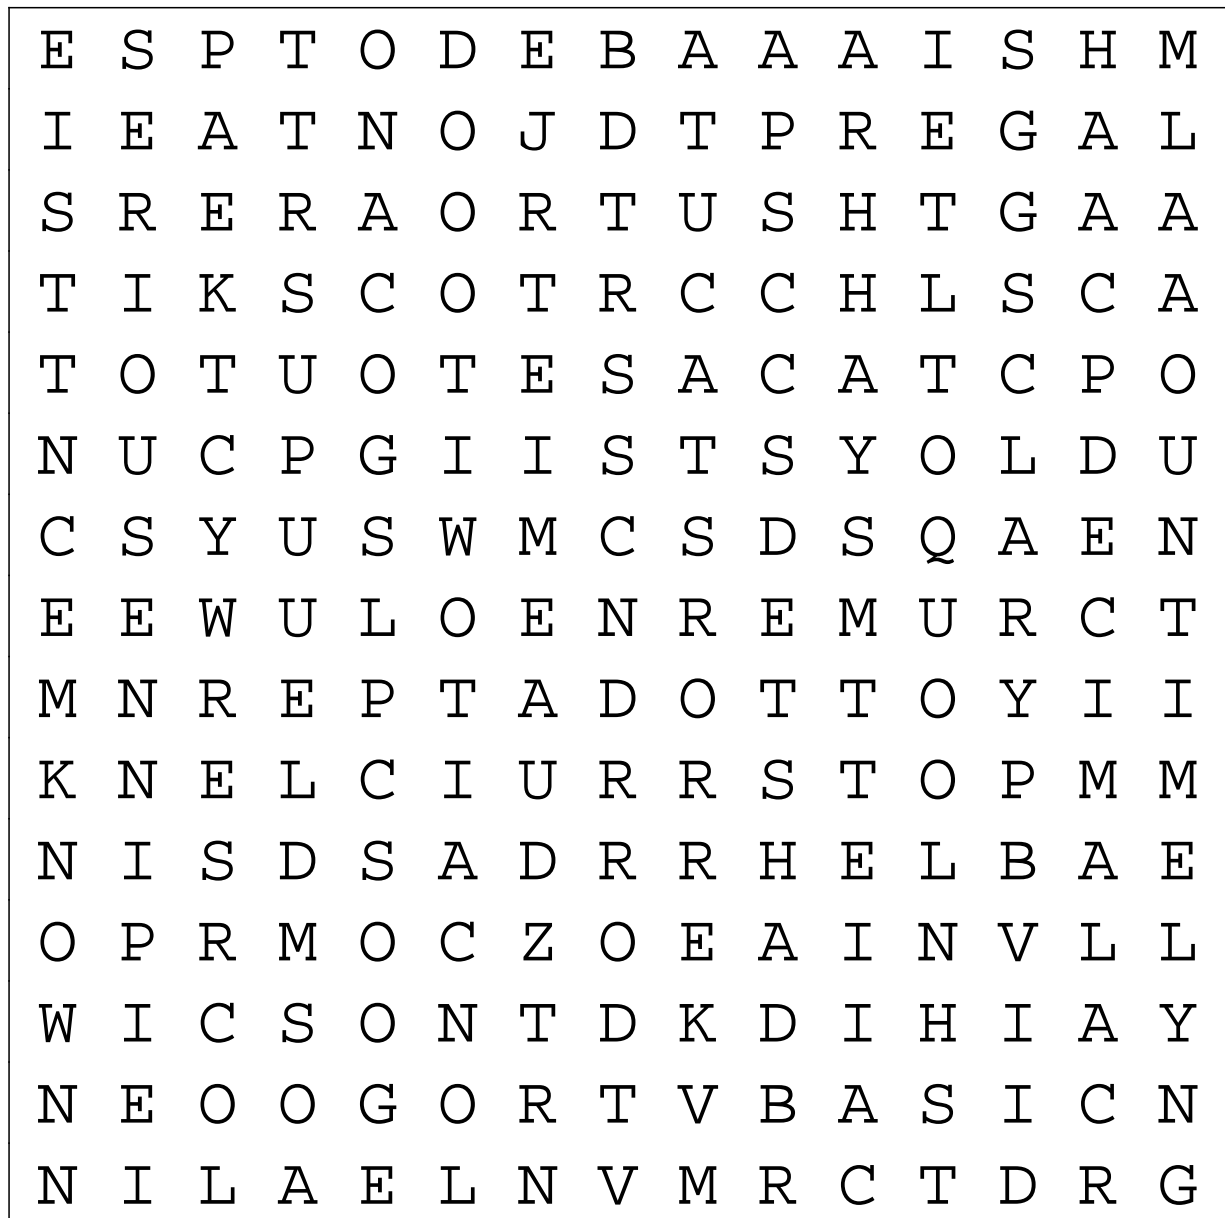 E S P T O D E B A A A I S H M
I E A T N O J D T P R E G A L
S R E R A O R T U S H T G A A
T I K S C O T R C C H L S C A
T O T U O T E S A C A T C P O
N U C P G I I S T S Y O L D U
C S Y U S W M C S D S Q A E N
E E W U L O E N R E M U R C T
M N R E P T A D O T T O Y I I
K N E L C I U R R S T O P M M
N I S D S A D R R H E L B A E
O P R M O C Z O E A I N V L L
W I C S O N T D K D I H I A Y
N E O O G O R T V B A S I C N
N I L A E L N V M R C T D R G